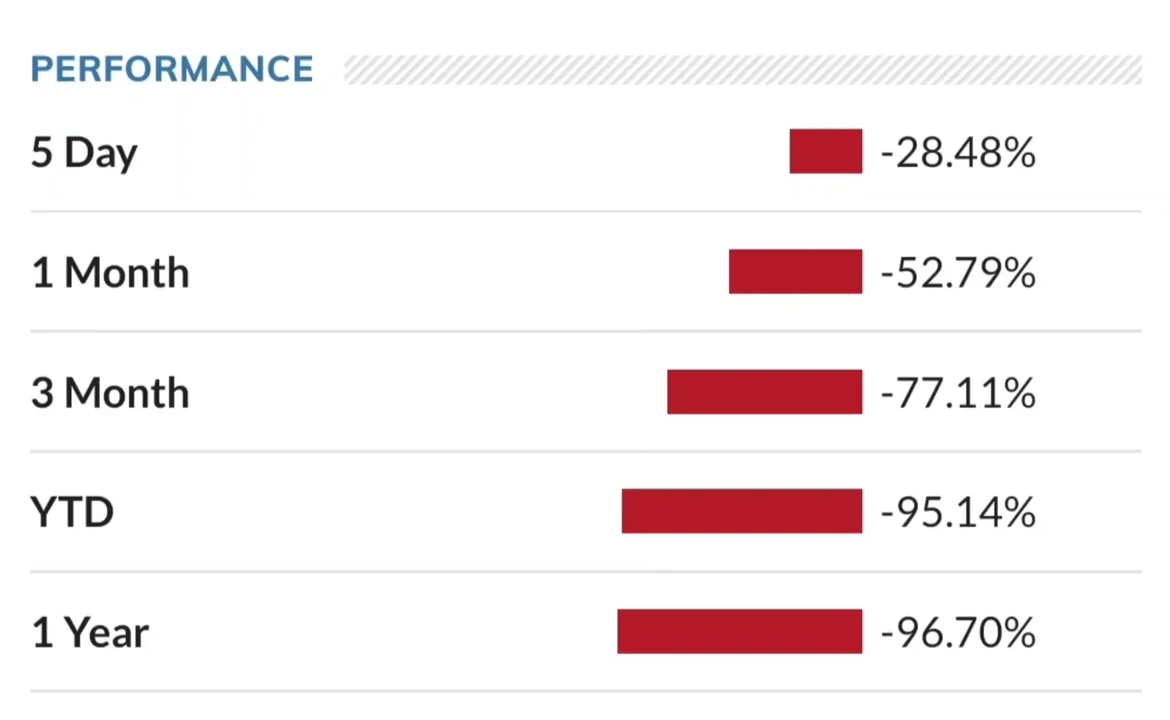 PERFORMANCE
5 Day -28.48%
1 Month -52.79%
3 Month -77.11%
YTD -95.14%
1 Year -96.70%